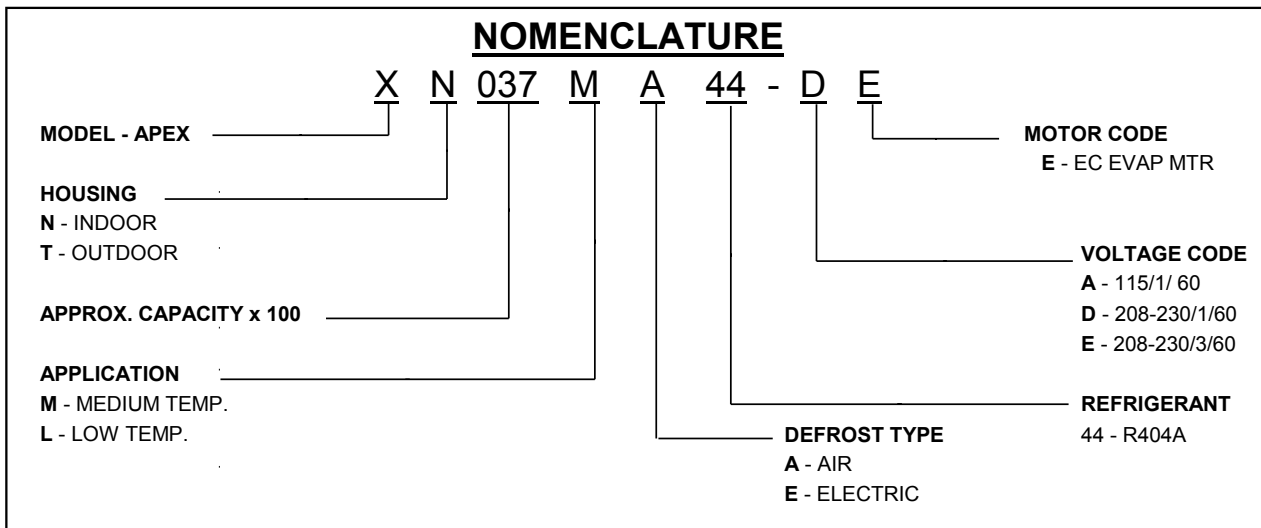 NOMENCLATURE
X N 037 M A 44 - D E
MODEL - APEX
HOUSING
N - INDOOR
T - OUTDOOR
APPROX. CAPACITY x 100
APPLICATION
M - MEDIUM TEMP.
L - LOW TEMP.
DEFROST TYPE
A - AIR
E - ELECTRIC
MOTOR CODE
E - EC EVAP MTR
VOLTAGE CODE
A - 115/1/ 60
D - 208-230/1/60
E - 208-230/3/60
REFRIGERANT
44 - R404A